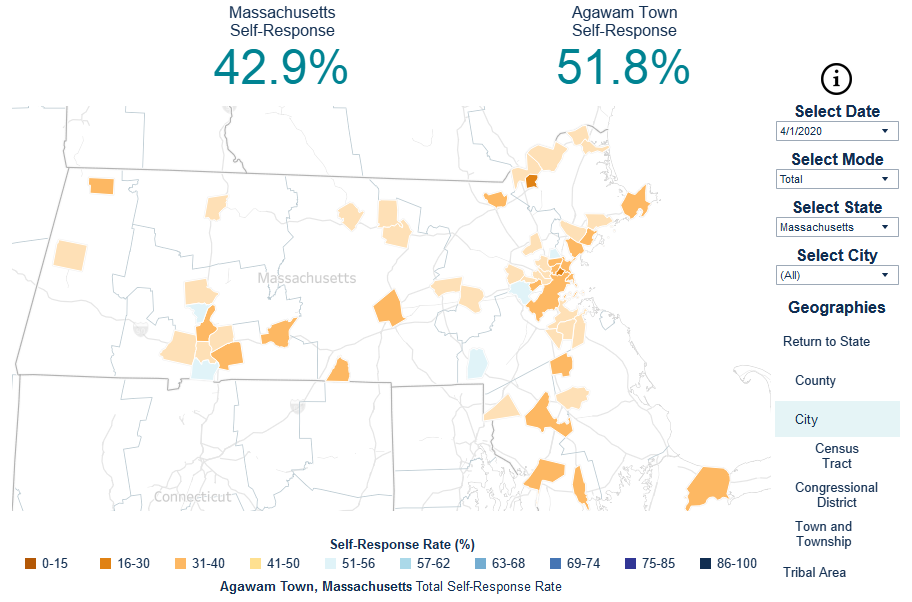 Massachusetts
Self-Response
42.9%
Agawam Town
Self-Response
51.8%
Select Date
4/1/2020
Select Mode
Total
Select State
Massachusetts
Select City
(All)
Geographies
Return to State
County
City
Census
Tract
Congressional
District
Town and
Township
Tribal Area
Massachusetts
Connecticut
Self-Response Rate (%)
0-15 16-30 31-40 41-50 51-56 57-62 63-68 69-74 75-85 86-100
Agawam Town, Massachusetts Total Self-Response Rate